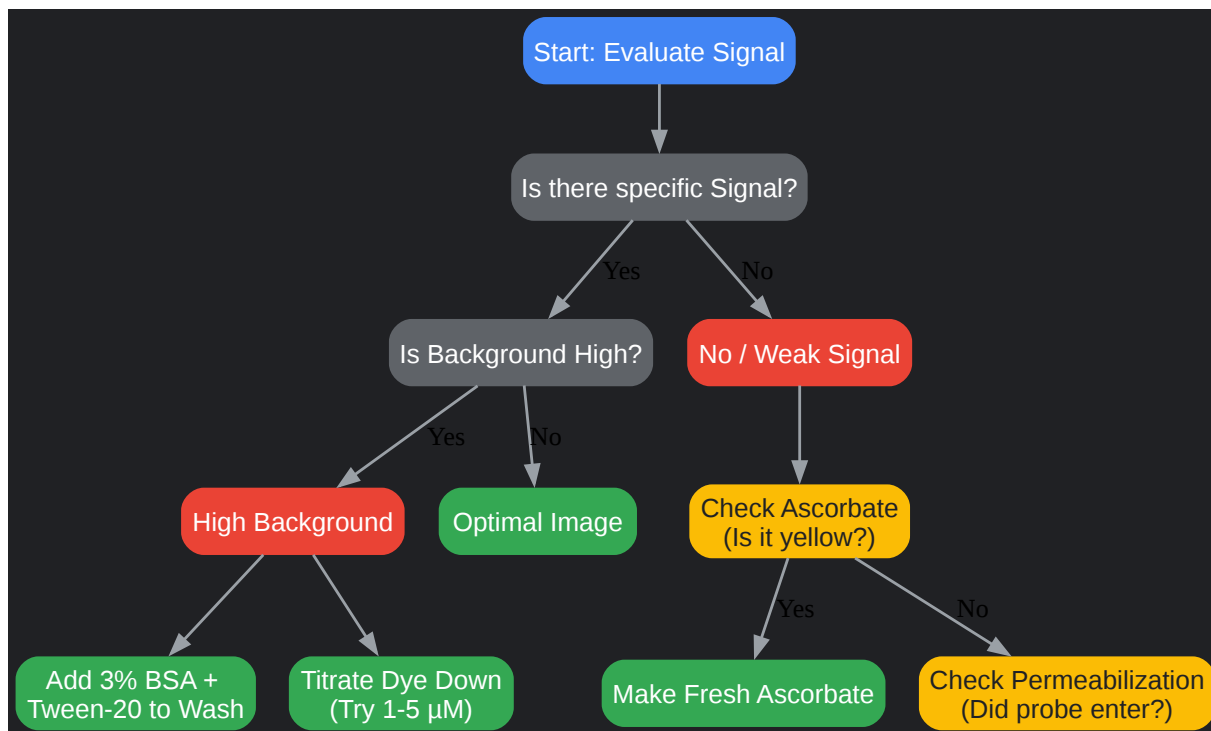 Start: Evaluate Signal
Is there specific Signal?
Yes
No
Is Background High?
No / Weak Signal
Yes
No
High Background
Optimal Image
Check Ascorbate
(Is it yellow?)
Yes
No
Add 3% BSA +
Tween-20 to Wash
Titrate Dye Down
(Try 1-5 µM)
Make Fresh Ascorbate
Check Permeabilization
(Did probe enter?)